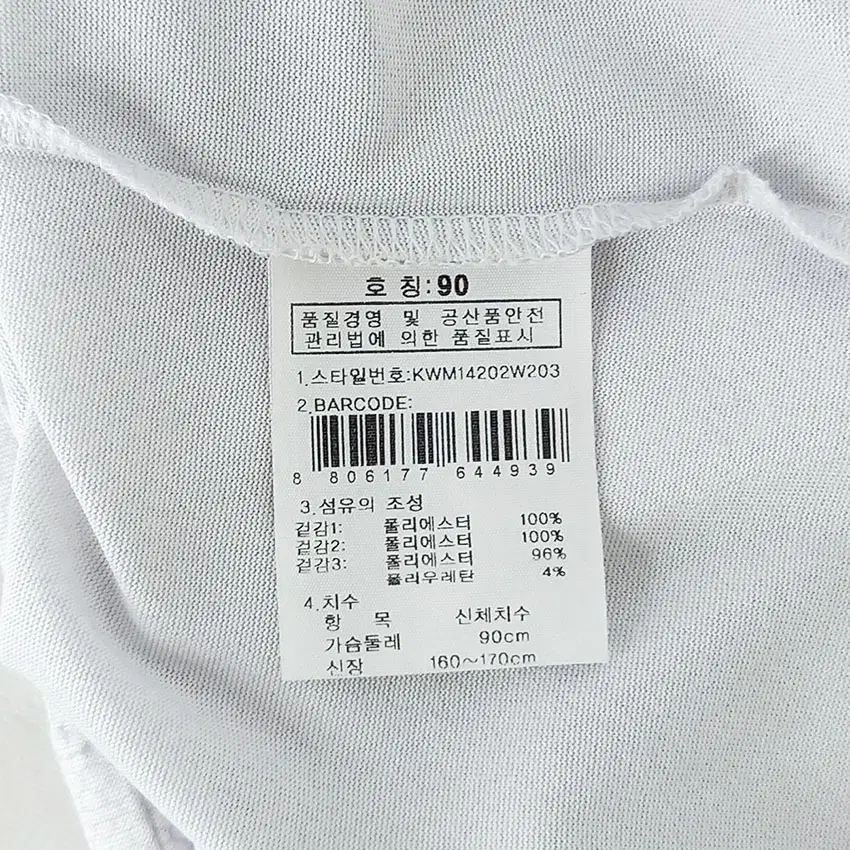 호 칭:90
품질경영 및 공산품안전
관리법에 의한 품질표시
1.스타일번호:KWM14202W203
2.BARCODE:
8 806177 644939
3.섬유의 조성
겉감1: 폴리에스터 100%
겉감2: 폴리에스터 100%
겉감3: 폴리에스터 96%
폴리우레탄 4%
4.치수
항 목 신체치수
가슴둘레 90cm
신장 160~170cm